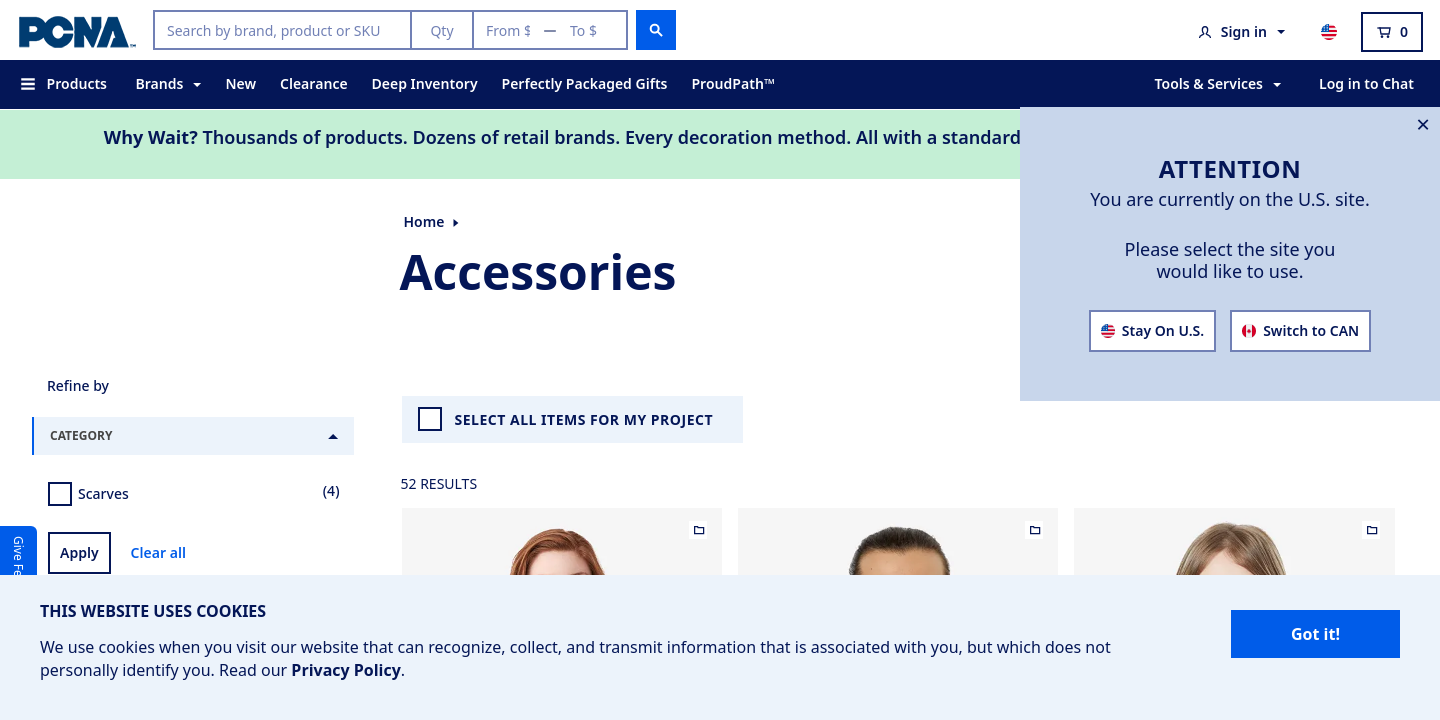 PCNA™
Search by brand, product or SKU
Qty
From $
—
To $
Sign in
0
Products
Brands
New
Clearance
Deep Inventory
Perfectly Packaged Gifts
ProudPath™
Tools & Services
Log in to Chat
Why Wait? Thousands of products. Dozens of retail brands. Every decoration method. All with a standard
ATTENTION
You are currently on the U.S. site.
Please select the site you
would like to use.
Stay On U.S.
Switch to CAN
Home
Accessories
Refine by
CATEGORY
Scarves
(4)
Apply
Clear all
SELECT ALL ITEMS FOR MY PROJECT
52 RESULTS
Give Fe
THIS WEBSITE USES COOKIES
We use cookies when you visit our website that can recognize, collect, and transmit information that is associated with you, but which does not
personally identify you. Read our Privacy Policy.
Got it!